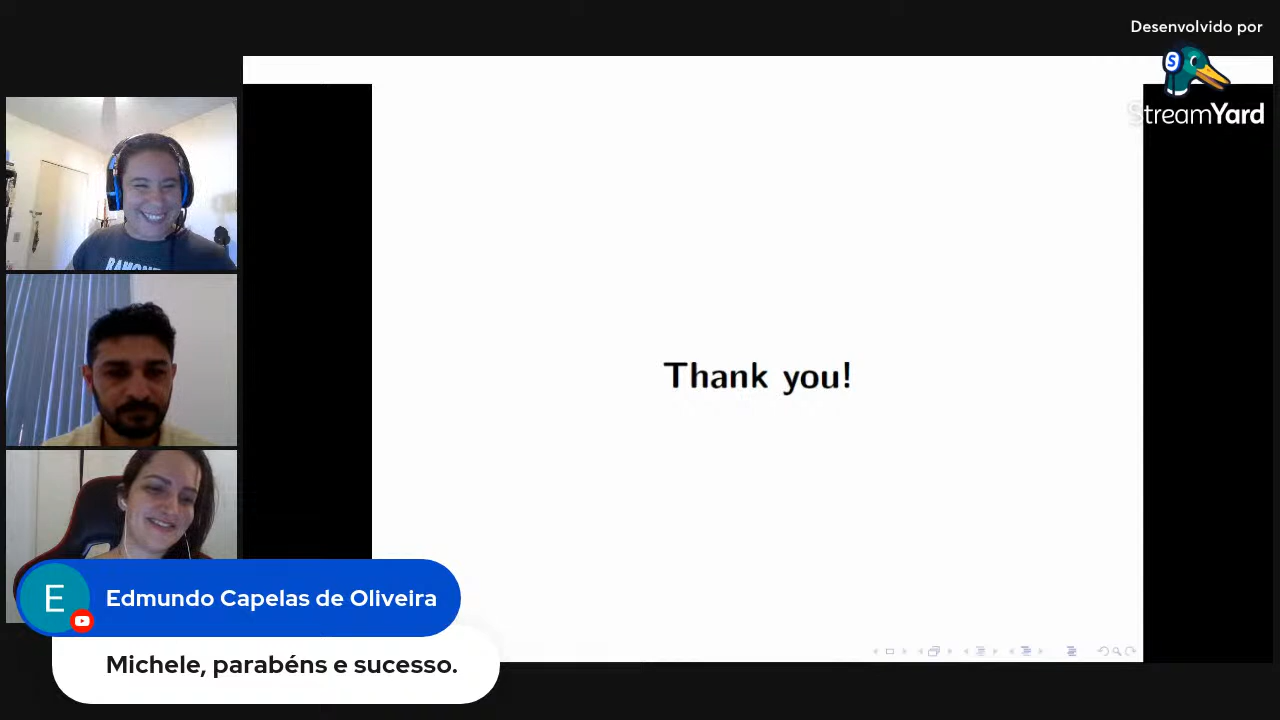 Desenvolvido por
StreamYard
Thank you!
E
Edmundo Capelas de Oliveira
Michele, parabéns e sucesso.